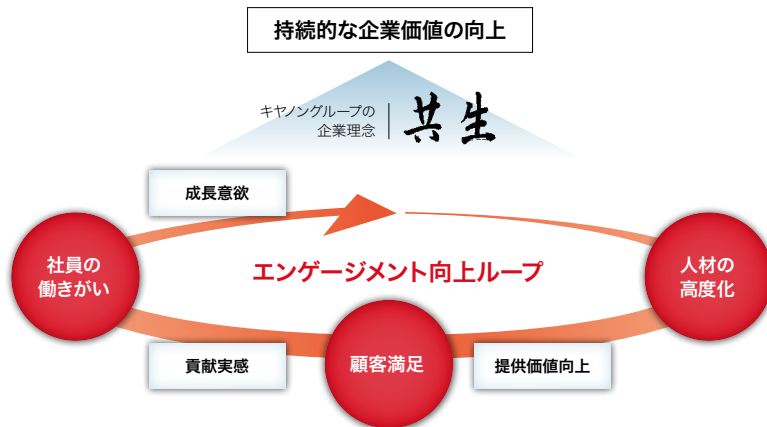 持続的な企業価値の向上
キヤノングループの
企業理念
共生
成長意欲
社員の
働きがい
エンゲージメント向上ループ
人材の
高度化
貢献実感
顧客満足
提供価値向上